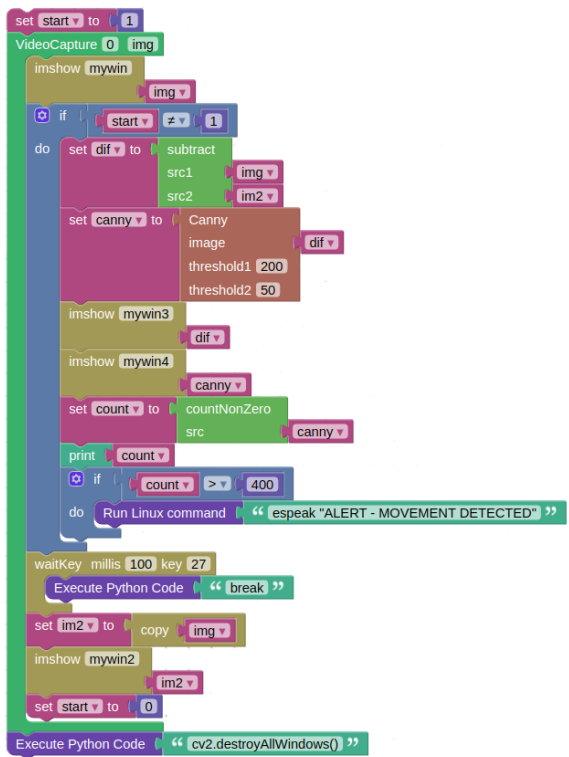 set start ▾ to 1
VideoCapture 0 img
imshow mywin
img ▾
if start ▾ ≠ ▾ 1
do set dif ▾ to subtract
src1 img ▾
src2 im2 ▾
set canny ▾ to Canny
image dif ▾
threshold1 200
threshold2 50
imshow mywin3
dif ▾
imshow mywin4
canny ▾
set count ▾ to countNonZero
src canny ▾
print count ▾
if count ▾ > ▾ 400
do Run Linux command “ espeak "ALERT - MOVEMENT DETECTED" ”
waitKey millis 100 key 27
Execute Python Code “ break ”
set im2 ▾ to copy img ▾
imshow mywin2
im2 ▾
set start ▾ to 0
Execute Python Code “ cv2.destroyAllWindows() ”